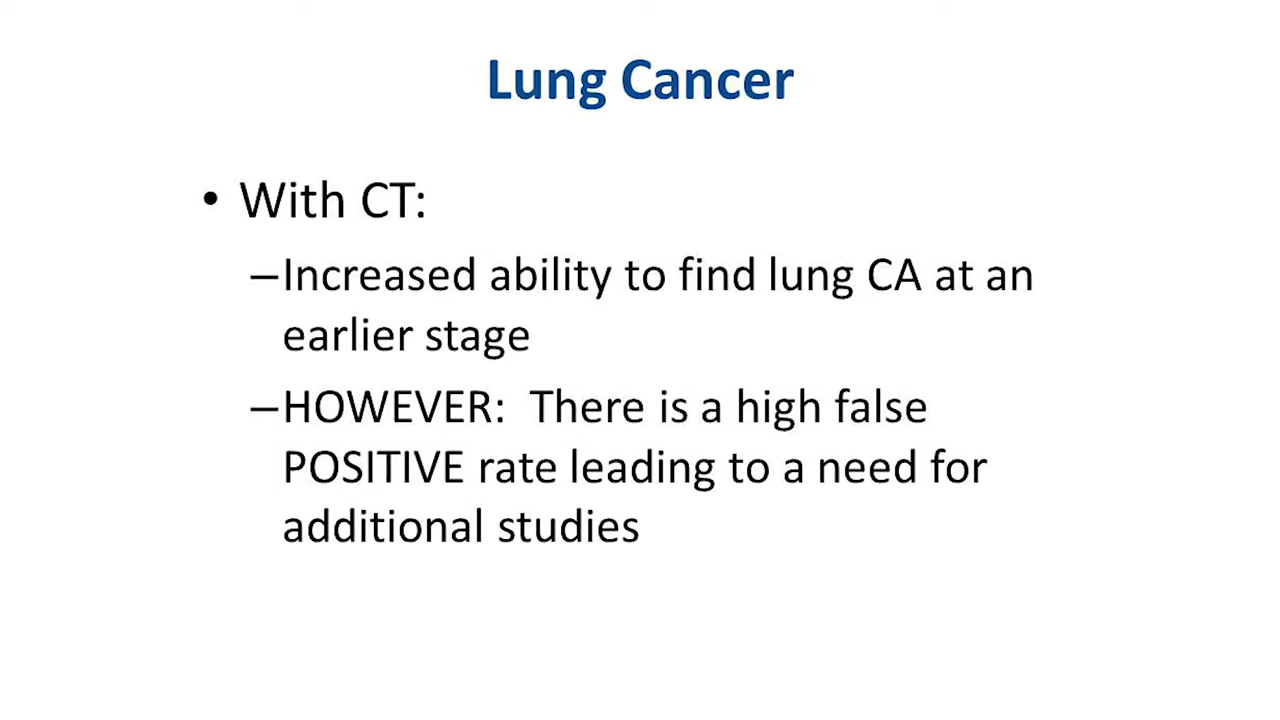 Lung Cancer
• With CT:
–Increased ability to find lung CA at an
earlier stage
–HOWEVER:  There is a high false
POSITIVE rate leading to a need for
additional studies